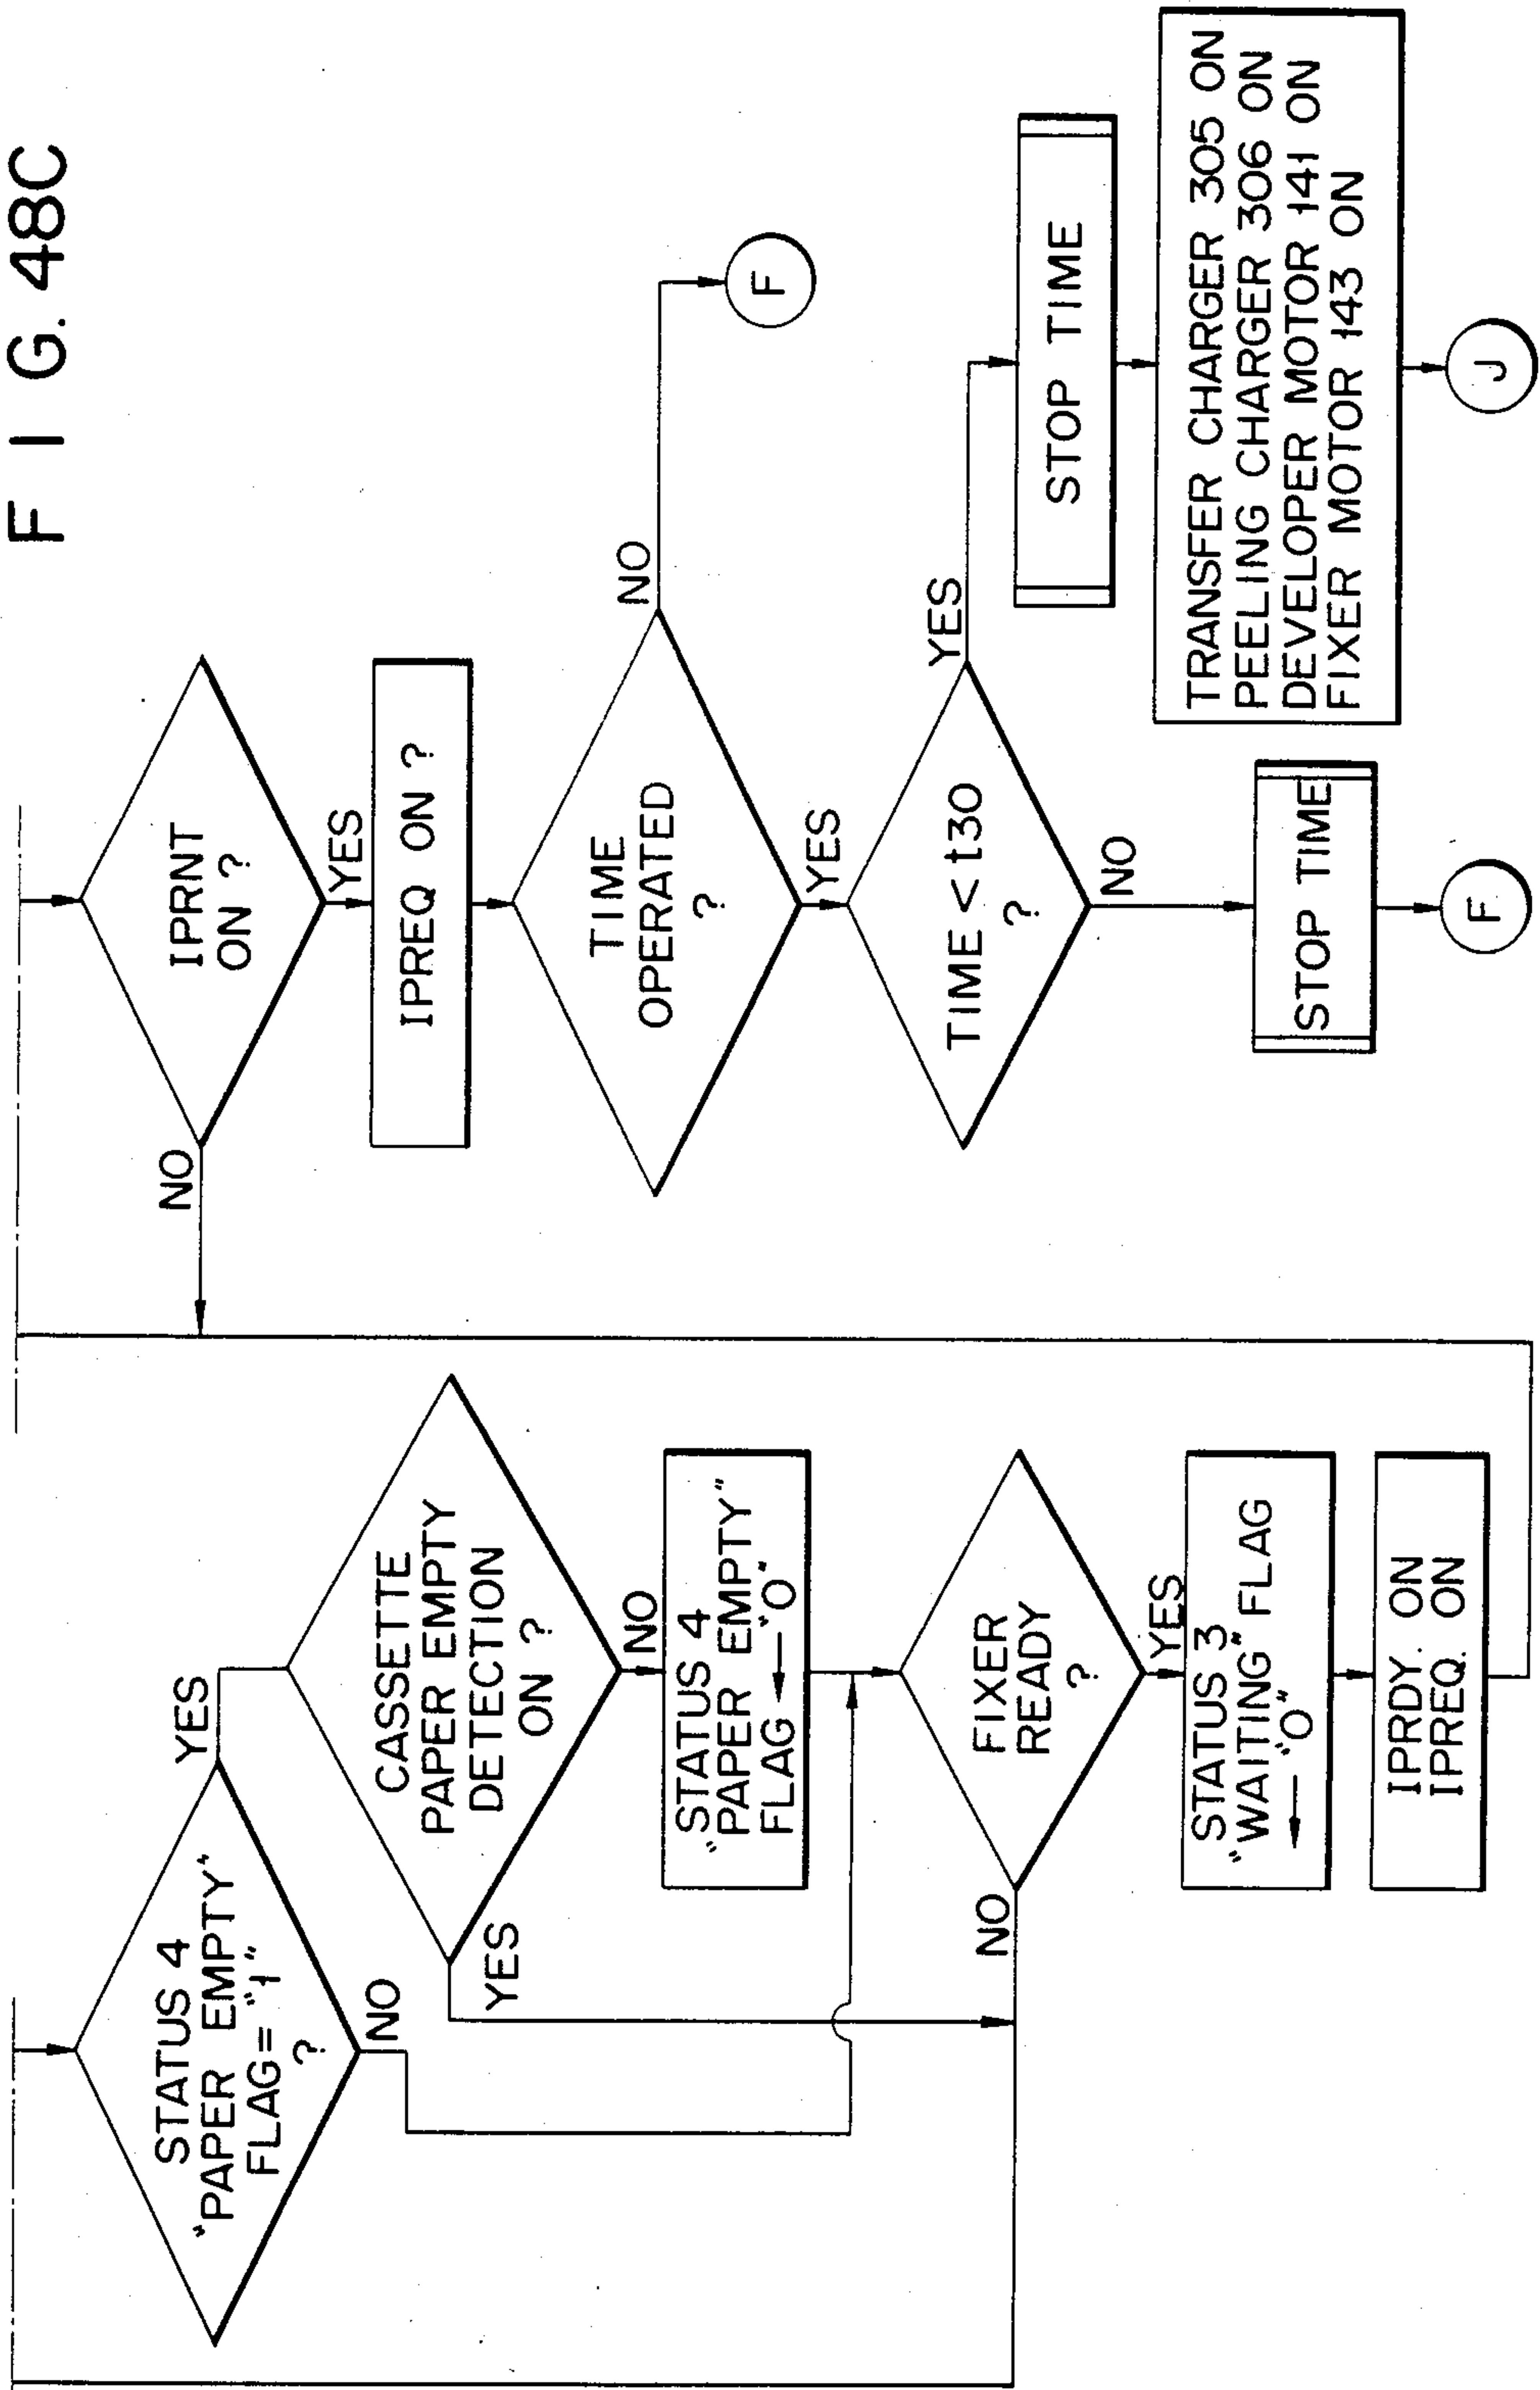 F I G. 48C
STATUS 4
"PAPER EMPTY"
FLAG = "1"
?
YES
NO
CASSETTE
PAPER EMPTY
DETECTION
ON ?
YES
NO
STATUS 4
"PAPER EMPTY"
FLAG ← "0"
FIXER
READY
?
NO
YES
STATUS 3
"WAITING" FLAG
← "0"
IPRDY. ON
IPREQ. ON
IPRNT
ON ?
NO
YES
IPREQ ON ?
TIME
OPERATED
?
NO
F
YES
TIME < t30
?
YES
NO
STOP TIME
F
STOP TIME
TRANSFER CHARGER 305 ON
PEELING CHARGER 306 ON
DEVELOPER MOTOR 141 ON
FIXER MOTOR 143 ON
J